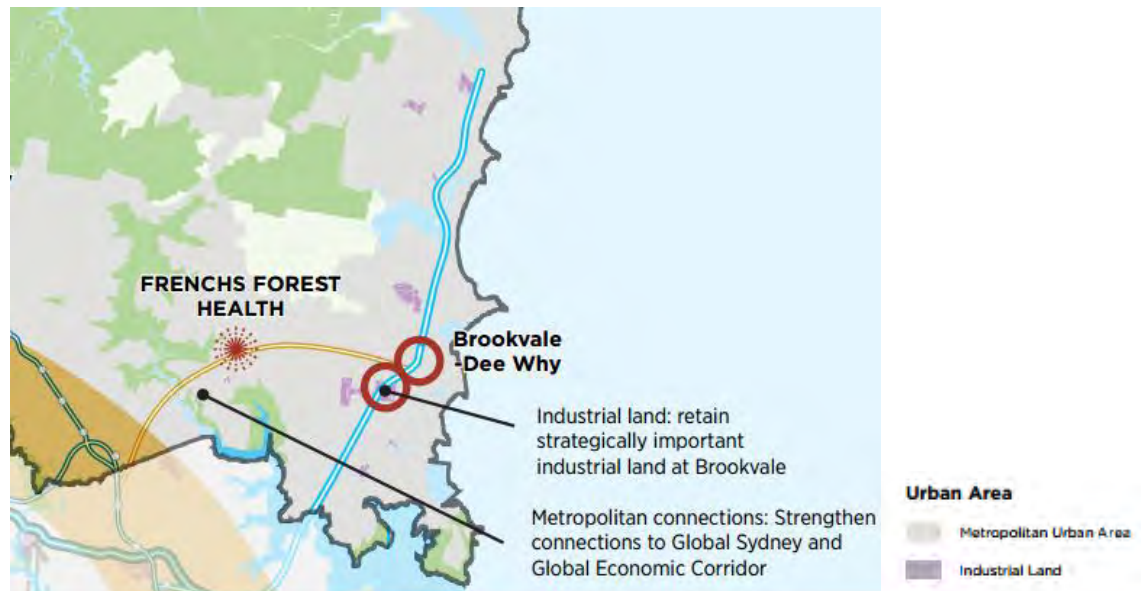 FRENCHS FOREST
HEALTH
Brookvale
-Dee Why
Industrial land: retain
strategically important
industrial land at Brookvale
Metropolitan connections: Strengthen
connections to Global Sydney and
Global Economic Corridor
Urban Area
Metropolitan Urban Area
Industrial Land